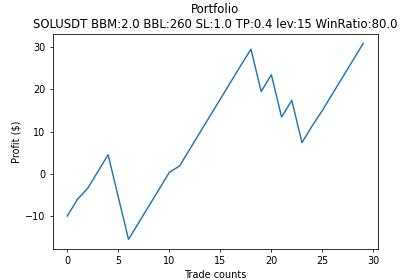 Portfolio
SOLUSDT BBM:2.0 BBL:260 SL:1.0 TP:0.4 lev:15 WinRatio:80.0
30
20
10
0
−10
Profit ($)
0 5 10 15 20 25 30
Trade counts